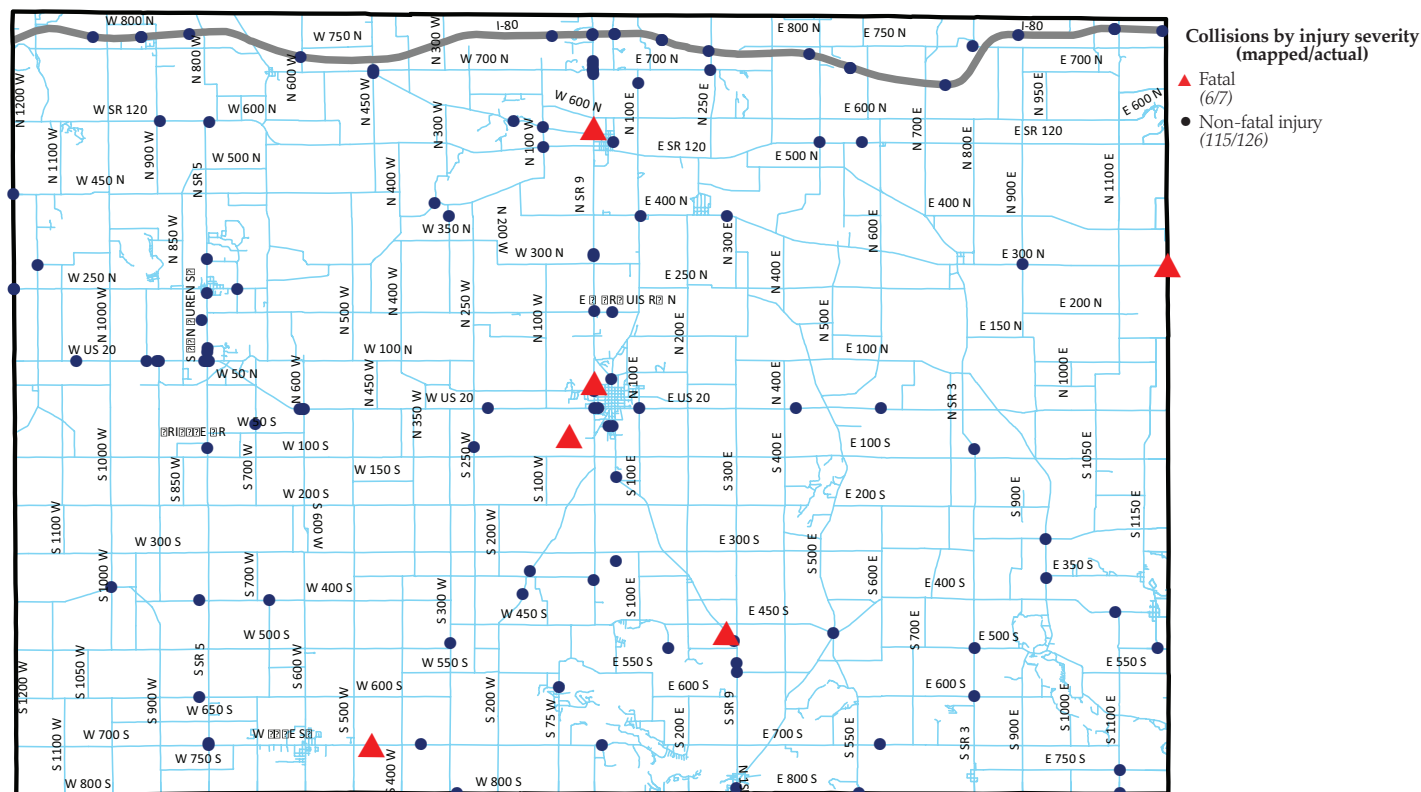 W 800 N
I-80
I-80
E 800 N
E 750 N
W 750 N
N 300 W
W 700 N
E 700 N
E 700 N
N 800 W
N 600 W
N 1200 W
N 450 W
N 250 E
N 950 E
W SR 120
W 600 N
W 600 N
N 100 E
E 600 N
E 600 N
N 300 W
N 100 W
N 700 E
E SR 120
N 1100 W
N 900 W
W 500 N
N SR 5
E SR 120
E 500 N
N 800 E
N 1100 E
W 450 N
N 400 W
N SR 9
N 900 E
E 400 N
E 400 N
N 850 W
W 350 N
N 200 W
N 300 E
N 600 E
W 300 N
E 300 N
W 250 N
E 250 N
N 400 E
N 400 W
N 250 W
N 1000 W
N 500 W
N 100 W
N 200 E
N 500 E
E 200 N
E 150 N
W US 20
W 100 N
E 100 N
W 50 N
N 600 W
N 450 W
N 100 E
N 400 E
N 1000 E
W US 20
E US 20
N SR 3
N 350 W
W 50 S
W 100 S
E 100 S
S 1000 W
S 850 W
S 700 W
W 150 S
S 250 W
S 100 W
S 100 E
S 300 E
S 400 E
S 1050 E
W 200 S
E 200 S
S 900 E
S 1100 W
S 600 W
S 200 W
S 1150 E
W 300 S
E 300 S
S 500 E
S 1000 W
S 700 W
W 400 S
S 300 W
S 100 E
S 600 E
E 400 S
E 350 S
W 450 S
E 450 S
W 500 S
S 700 E
E 500 S
S 1200 W
S 1050 W
S SR 5
S 600 W
W 550 S
E 550 S
E 550 S
S 900 W
W 600 S
E 600 S
E 600 S
W 650 S
S 500 W
S 200 W
S 75 W
S 200 E
S SR 9
S 550 E
S SR 3
S 900 E
S 1000 E
S 1100 E
S 1100 W
W 700 S
E 700 S
W 750 S
E 750 S
S 400 W
W 800 S
W 800 S
E 800 S
Collisions by injury severity
(mapped/actual)
Fatal
(6/7)
Non-fatal injury
(115/126)